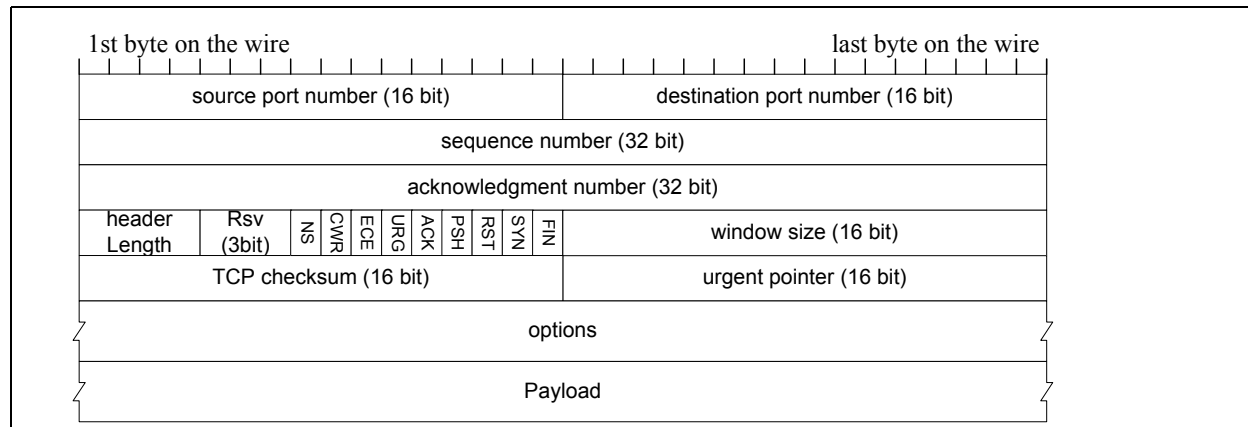 1st byte on the wire last byte on the wire
source port number (16 bit) destination port number (16 bit)
sequence number (32 bit)
acknowledgment number (32 bit)
header Length Rsv (3bit) NS CWR ECE URG ACK PSH RST SYN FIN window size (16 bit)
TCP checksum (16 bit) urgent pointer (16 bit)
options
Payload